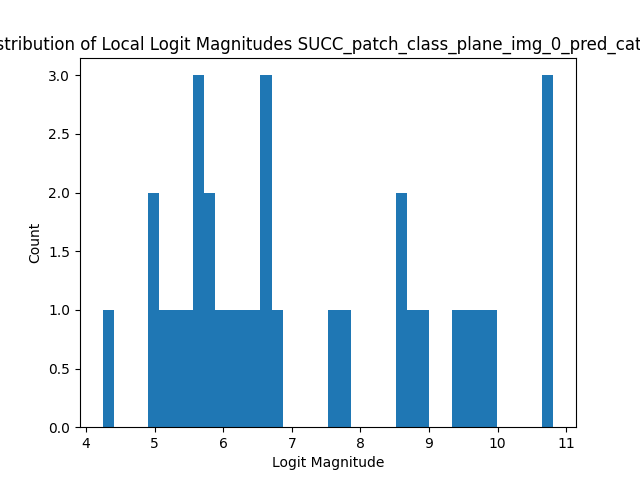 stribution of Local Logit Magnitudes SUCC_patch_class_plane_img_0_pred_cat
3.0
2.5
2.0
1.5
1.0
0.5
0.0
Count
4 5 6 7 8 9 10 11
Logit Magnitude